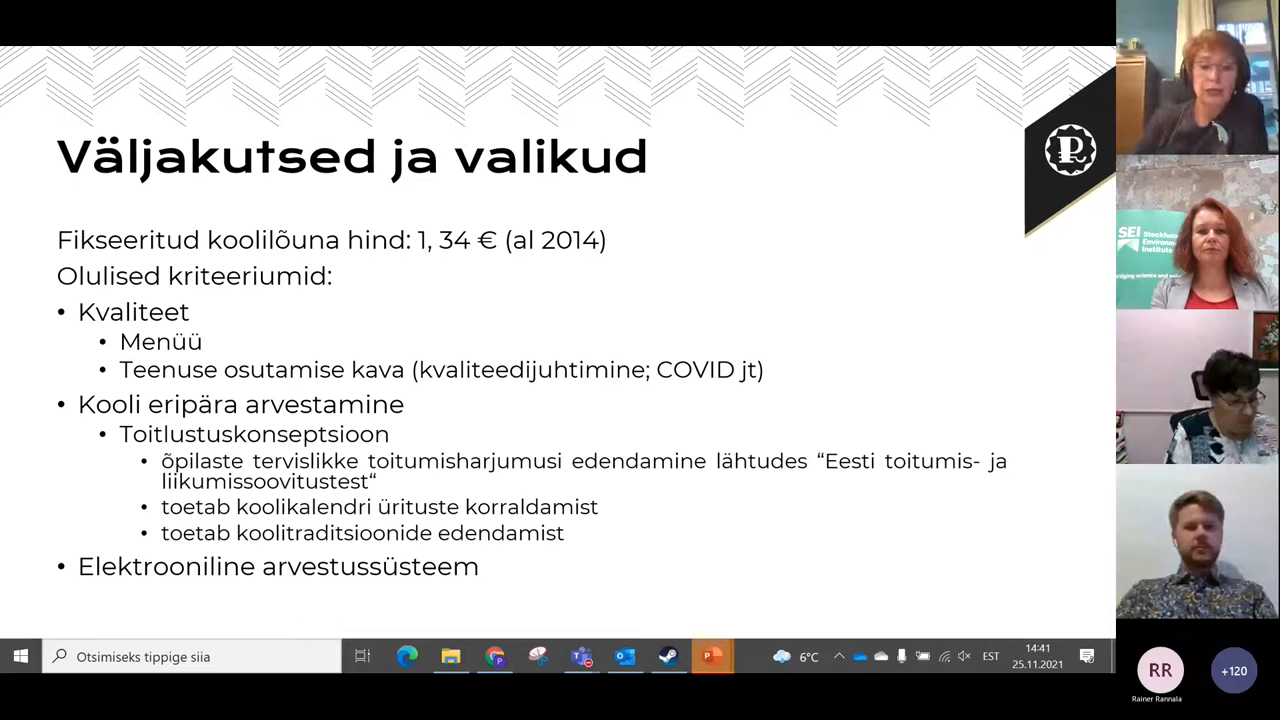 Väljakutsed ja valikud
Fikseeritud koolilõuna hind: 1, 34 € (al 2014)
Olulised kriteeriumid:
• Kvaliteet
• Menüü
• Teenuse osutamise kava (kvaliteedijuhtimine; COVID jt)
• Kooli eripära arvestamine
• Toitlustuskonseptsioon
• õpilaste tervislikke toitumisharjumusi edendamine lähtudes “Eesti toitumis- ja
liikumissoovitustest“
• toetab koolikalendri ürituste korraldamist
• toetab koolitraditsioonide edendamist
• Elektrooniline arvestussüsteem
SEI
Stockholm
Environment
Institute
Otsimiseks tippige siia
6°C
EST
14:41
25.11.2021
RR
+120
Rainer Rannala